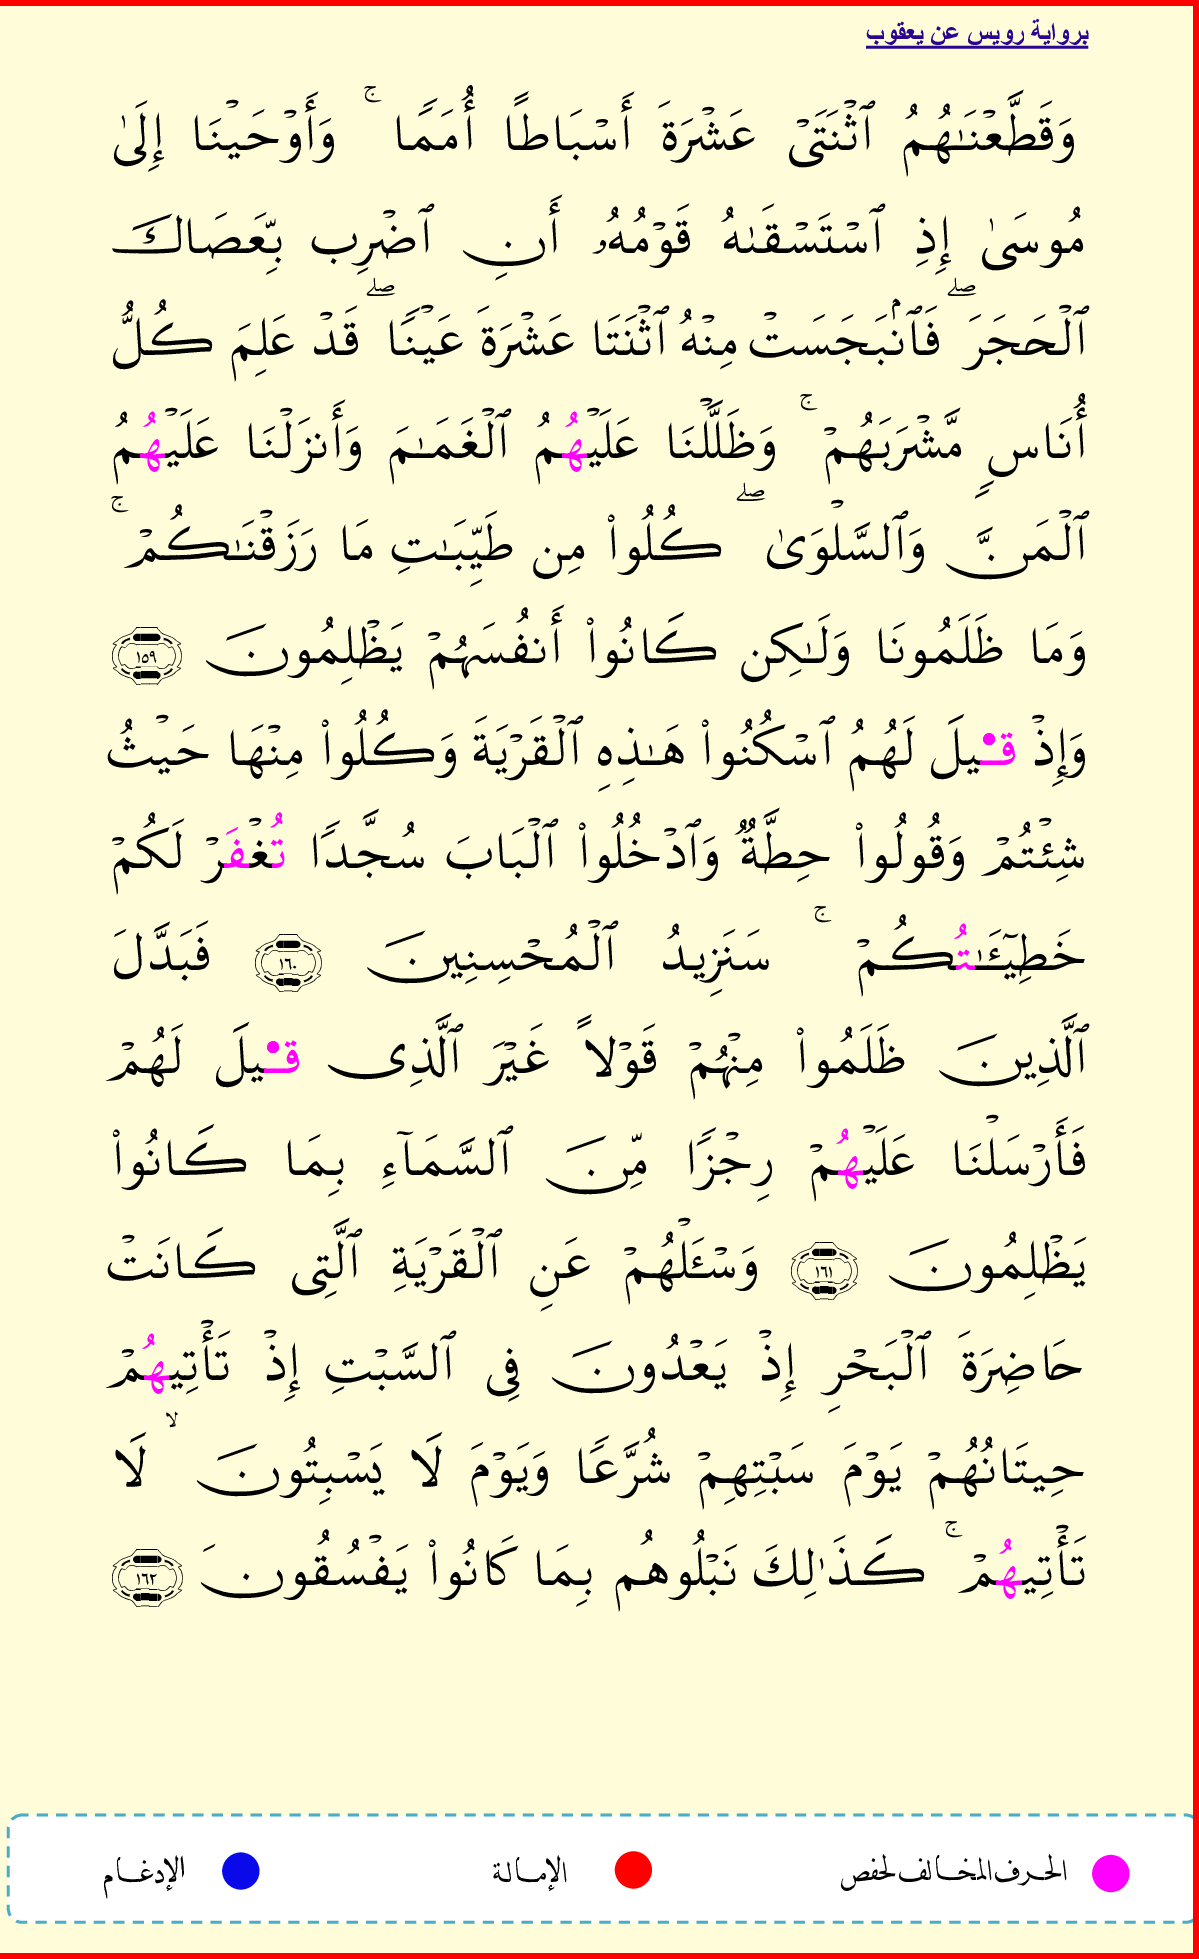 برواية رويس عن يعقوب
وَقَطَّعْنَـٰهُمُ ٱثْنَتَىْ عَشْرَةَ أَسْبَاطًا أُمَمًا ۚ وَأَوْحَيْنَا إِلَىٰ
مُوسَىٰ إِذِ ٱسْتَسْقَىٰهُ قَوْمُهُۥ أَنِ ٱضْرِب بِّعَصَاكَ
ٱلْحَجَرَ ۖ فَٱنۢبَجَسَتْ مِنْهُ ٱثْنَتَا عَشْرَةَ عَيْنًا ۖ قَدْ عَلِمَ كُلُّ
أُنَاسٍ مَّشْرَبَهُمْ ۚ وَظَلَّلْنَا عَلَيْهُمُ ٱلْغَمَـٰمَ وَأَنزَلْنَا عَلَيْهُمُ
ٱلْمَنَّ وَٱلسَّلْوَىٰ ۖ كُلُوا۟ مِن طَيِّبَـٰتِ مَا رَزَقْنَـٰكُمْ ۚ
وَمَا ظَلَمُونَا وَلَـٰكِن كَانُوا۟ أَنفُسَهُمْ يَظْلِمُونَ ١٥٩
وَإِذْ قِيلَ لَهُمُ ٱسْكُنُوا۟ هَـٰذِهِ ٱلْقَرْيَةَ وَكُلُوا۟ مِنْهَا حَيْثُ
شِئْتُمْ وَقُولُوا۟ حِطَّةٌ وَٱدْخُلُوا۟ ٱلْبَابَ سُجَّدًا تُغْفَرْ لَكُمْ
خَطِيٓـَٔـٰتُكُمْ ۚ سَنَزِيدُ ٱلْمُحْسِنِينَ ١٦٠ فَبَدَّلَ
ٱلَّذِينَ ظَلَمُوا۟ مِنْهُمْ قَوْلًا غَيْرَ ٱلَّذِى قِيلَ لَهُمْ
فَأَرْسَلْنَا عَلَيْهُمْ رِجْزًا مِّنَ ٱلسَّمَآءِ بِمَا كَانُوا۟
يَظْلِمُونَ ١٦١ وَسْـَٔلْهُمْ عَنِ ٱلْقَرْيَةِ ٱلَّتِى كَانَتْ
حَاضِرَةَ ٱلْبَحْرِ إِذْ يَعْدُونَ فِى ٱلسَّبْتِ إِذْ تَأْتِيهُمْ
حِيتَانُهُمْ يَوْمَ سَبْتِهِمْ شُرَّعًا وَيَوْمَ لَا يَسْبِتُونَ ۙ لَا
تَأْتِيهُمْ ۚ كَذَٰلِكَ نَبْلُوهُم بِمَا كَانُوا۟ يَفْسُقُونَ ١٦٢
الحرف المخالف لحفص الإمالة الإدغام